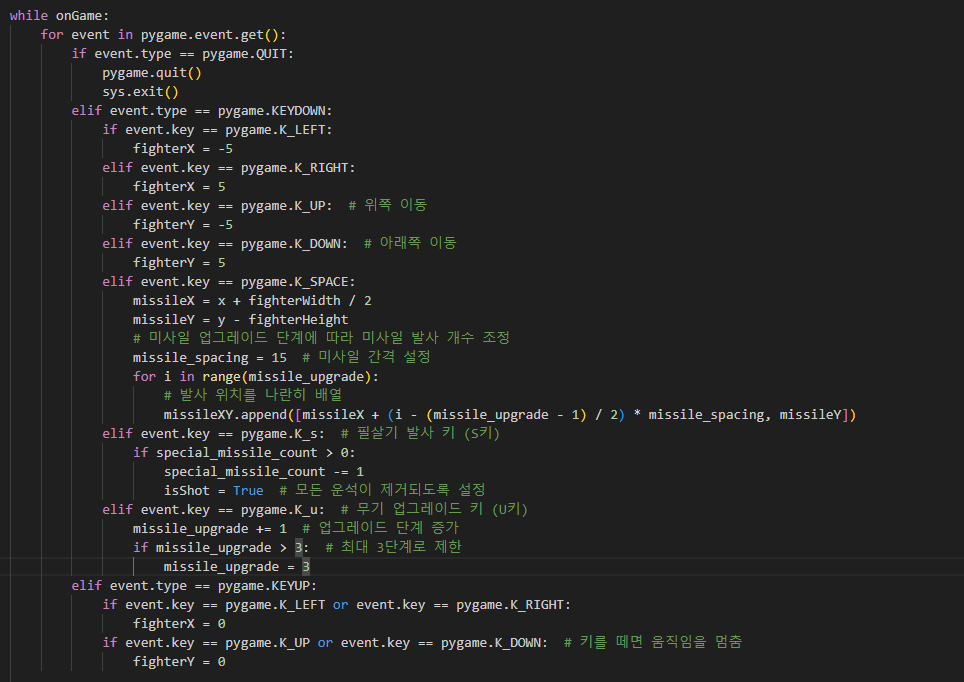 while onGame:
    for event in pygame.event.get():
        if event.type == pygame.QUIT:
            pygame.quit()
            sys.exit()
        elif event.type == pygame.KEYDOWN:
            if event.key == pygame.K_LEFT:
                fighterX = -5
            elif event.key == pygame.K_RIGHT:
                fighterX = 5
            elif event.key == pygame.K_UP:  # 위쪽 이동
                fighterY = -5
            elif event.key == pygame.K_DOWN:  # 아래쪽 이동
                fighterY = 5
            elif event.key == pygame.K_SPACE:
                missileX = x + fighterWidth / 2
                missileY = y - fighterHeight
                # 미사일 업그레이드 단계에 따라 미사일 발사 개수 조정
                missile_spacing = 15  # 미사일 간격 설정
                for i in range(missile_upgrade):
                    # 발사 위치를 나란히 배열
                    missileXY.append([missileX + (i - (missile_upgrade - 1) / 2) * missile_spacing, missileY])
            elif event.key == pygame.K_s:  # 필살기 발사 키 (S키)
                if special_missile_count > 0:
                    special_missile_count -= 1
                    isShot = True  # 모든 운석이 제거되도록 설정
            elif event.key == pygame.K_u:  # 무기 업그레이드 키 (U키)
                missile_upgrade += 1  # 업그레이드 단계 증가
                if missile_upgrade > 3:  # 최대 3단계로 제한
                    missile_upgrade = 3
        elif event.type == pygame.KEYUP:
            if event.key == pygame.K_LEFT or event.key == pygame.K_RIGHT:
                fighterX = 0
            if event.key == pygame.K_UP or event.key == pygame.K_DOWN:  # 키를 떼면 움직임을 멈춤
                fighterY = 0